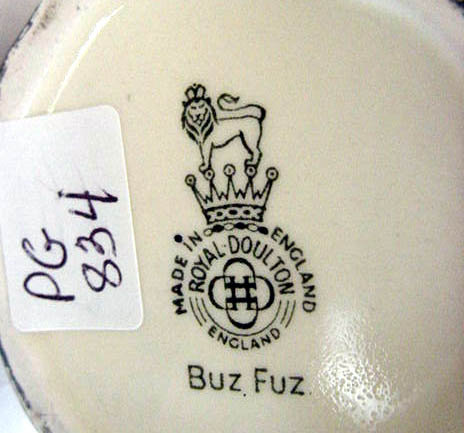 PG
834
MADE IN ENGLAND
ROYAL·DOULTON
ENGLAND
BUZ FUZ.